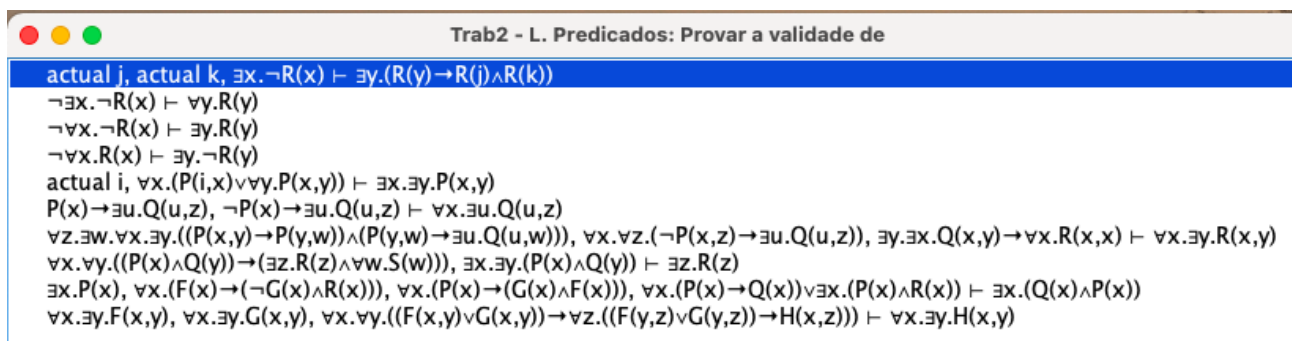 Trab2 - L. Predicados: Provar a validade de
actual j, actual k, ∃x.¬R(x) ⊢ ∃y.(R(y)→R(j)∧R(k))
¬∃x.¬R(x) ⊢ ∀y.R(y)
¬∀x.¬R(x) ⊢ ∃y.R(y)
¬∀x.R(x) ⊢ ∃y.¬R(y)
actual i, ∀x.(P(i,x)∨∀y.P(x,y)) ⊢ ∃x.∃y.P(x,y)
P(x)→∃u.Q(u,z), ¬P(x)→∃u.Q(u,z) ⊢ ∀x.∃u.Q(u,z)
∀z.∃w.∀x.∃y.((P(x,y)→P(y,w))∧(P(y,w)→∃u.Q(u,w))), ∀x.∀z.(¬P(x,z)→∃u.Q(u,z)), ∃y.∃x.Q(x,y)→∀x.R(x,x) ⊢ ∀x.∃y.R(x,y)
∀x.∀y.((P(x)∧Q(y))→(∃z.R(z)∧∀w.S(w))), ∃x.∃y.(P(x)∧Q(y)) ⊢ ∃z.R(z)
∃x.P(x), ∀x.(F(x)→(¬G(x)∧R(x))), ∀x.(P(x)→(G(x)∧F(x))), ∀x.(P(x)→Q(x))∨∃x.(P(x)∧R(x)) ⊢ ∃x.(Q(x)∧P(x))
∀x.∃y.F(x,y), ∀x.∃y.G(x,y), ∀x.∀y.((F(x,y)∨G(x,y))→∀z.((F(y,z)∨G(y,z))→H(x,z))) ⊢ ∀x.∃y.H(x,y)